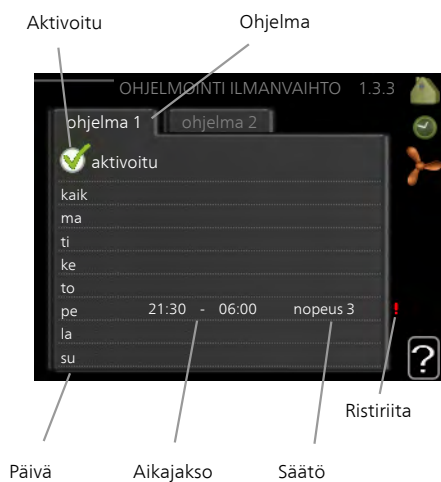 Aktivoitu Ohjelma
OHJELMOINTI ILMANVAIHTO 1.3.3
ohjelma 1 ohjelma 2
aktivoitu
kaik
ma
ti
ke
to
pe 21:30 - 06:00 nopeus 3 !
la
su
?
Ristiriita
Päivä Aikajakso Säätö